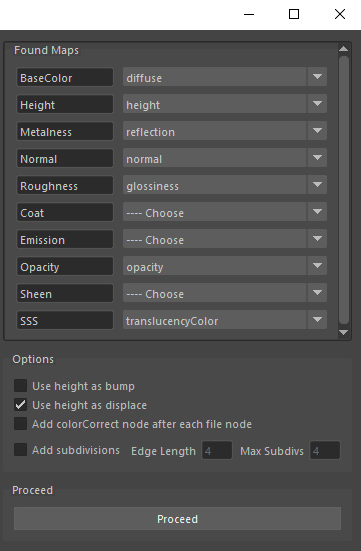 Found Maps
BaseColor diffuse
Height height
Metalness reflection
Normal normal
Roughness glossiness
Coat ---- Choose
Emission ---- Choose
Opacity opacity
Sheen ---- Choose
SSS translucencyColor
Options
Use height as bump
Use height as displace
Add colorCorrect node after each file node
Add subdivisions Edge Length 4 Max Subdivs 4
Proceed
Proceed